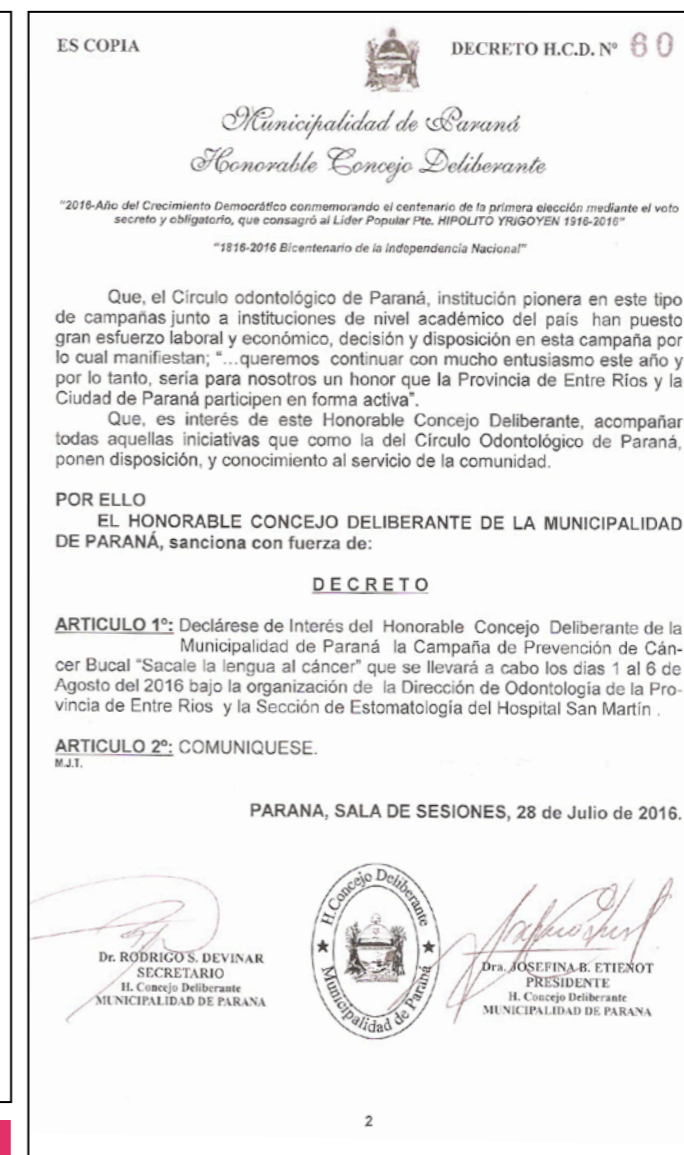 ES COPIA
DECRETO H.C.D. Nº 60
Municipalidad de Paraná
Honorable Concejo Deliberante
"2016-Año del Crecimiento Democrático conmemorando el centenario de la primera elección mediante el voto
secreto y obligatorio, que consagró al Lider Popular Pte. HIPOLITO YRIGOYEN 1916-2016"
"1816-2016 Bicentenario de la Independencia Nacional"
Que, el Círculo odontológico de Paraná, institución pionera en este tipo
de campañas junto a instituciones de nivel académico del país han puesto
gran esfuerzo laboral y económico, decisión y disposición en esta campaña por
lo cual manifiestan; "...queremos continuar con mucho entusiasmo este año y
por lo tanto, sería para nosotros un honor que la Provincia de Entre Ríos y la
Ciudad de Paraná participen en forma activa".
Que, es interés de este Honorable Concejo Deliberante, acompañar
todas aquellas iniciativas que como la del Círculo Odontológico de Paraná,
ponen disposición, y conocimiento al servicio de la comunidad.
POR ELLO
EL HONORABLE CONCEJO DELIBERANTE DE LA MUNICIPALIDAD
DE PARANÁ, sanciona con fuerza de:
DECRETO
ARTICULO 1º: Declárese de Interés del Honorable Concejo Deliberante de la
Municipalidad de Paraná la Campaña de Prevención de Cán-
cer Bucal "Sacale la lengua al cáncer" que se llevará a cabo los dias 1 al 6 de
Agosto del 2016 bajo la organización de la Dirección de Odontología de la Pro-
vincia de Entre Rios y la Sección de Estomatología del Hospital San Martín .
ARTICULO 2º: COMUNIQUESE.
M.J.T.
PARANA, SALA DE SESIONES, 28 de Julio de 2016.
Dr. RODRIGO S. DEVINAR
SECRETARIO
H. Concejo Deliberante
MUNICIPALIDAD DE PARANA
H. Concejo Deliberante
Municipalidad de Paraná
Dra. JOSEFINA B. ETIENOT
PRESIDENTE
H. Concejo Deliberante
MUNICIPALIDAD DE PARANA
2